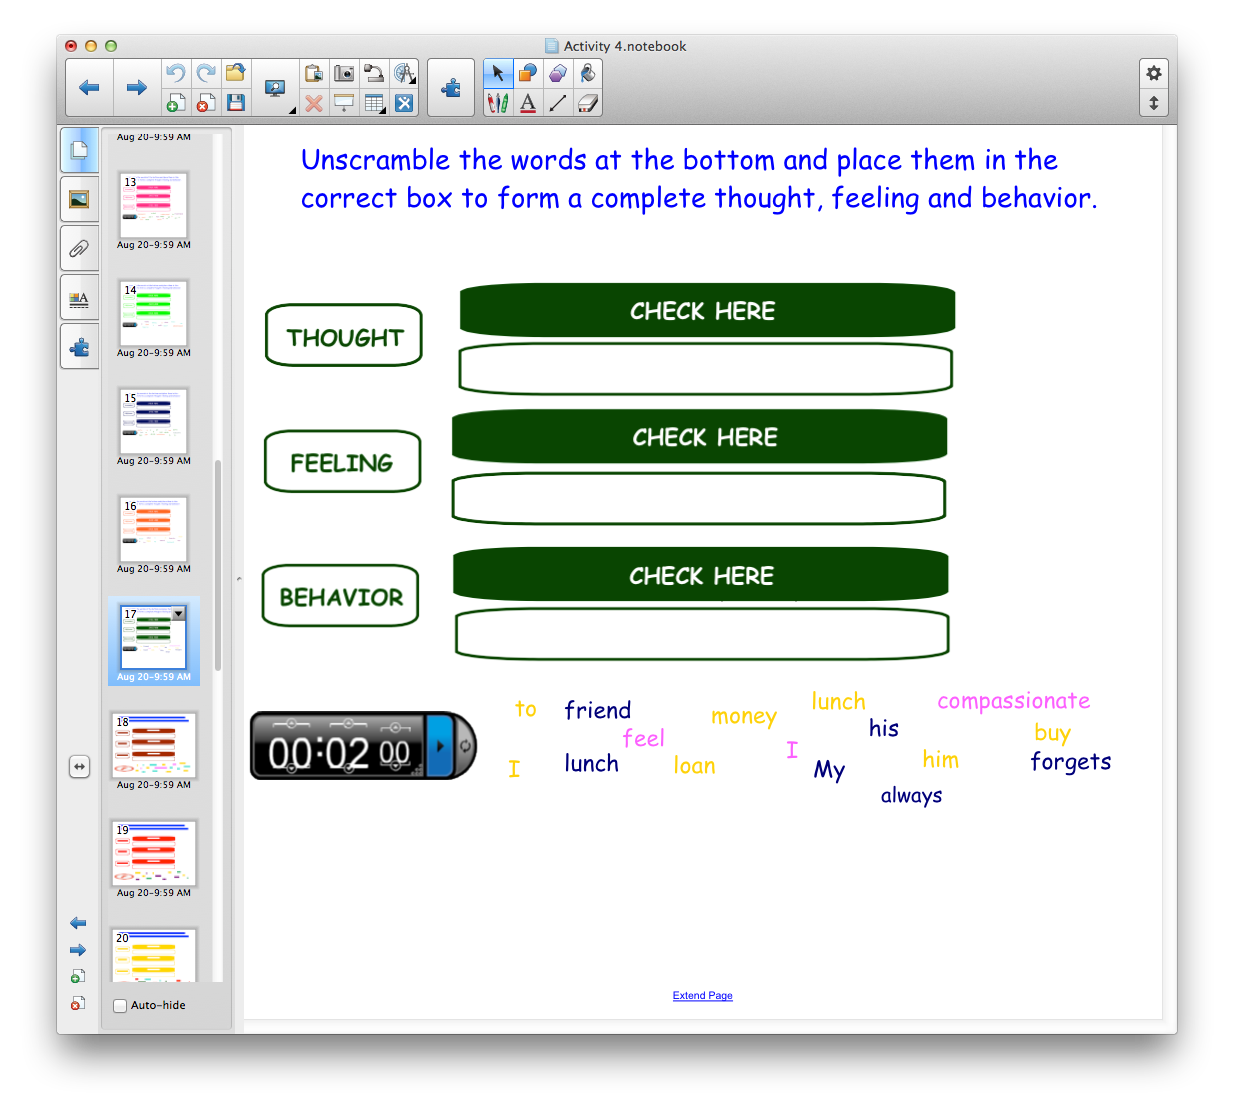 Activity 4.notebook
Aug 20-9:59 AM
13
Aug 20-9:59 AM
14
Aug 20-9:59 AM
15
Aug 20-9:59 AM
16
Aug 20-9:59 AM
17
Aug 20-9:59 AM
18
Aug 20-9:59 AM
19
Aug 20-9:59 AM
20
Auto-hide
Unscramble the words at the bottom and place them in the
correct box to form a complete thought, feeling and behavior.
THOUGHT
CHECK HERE
FEELING
CHECK HERE
BEHAVIOR
CHECK HERE
00:02 00
to friend money lunch compassionate
feel I his buy
I lunch loan My him forgets
always
Extend Page